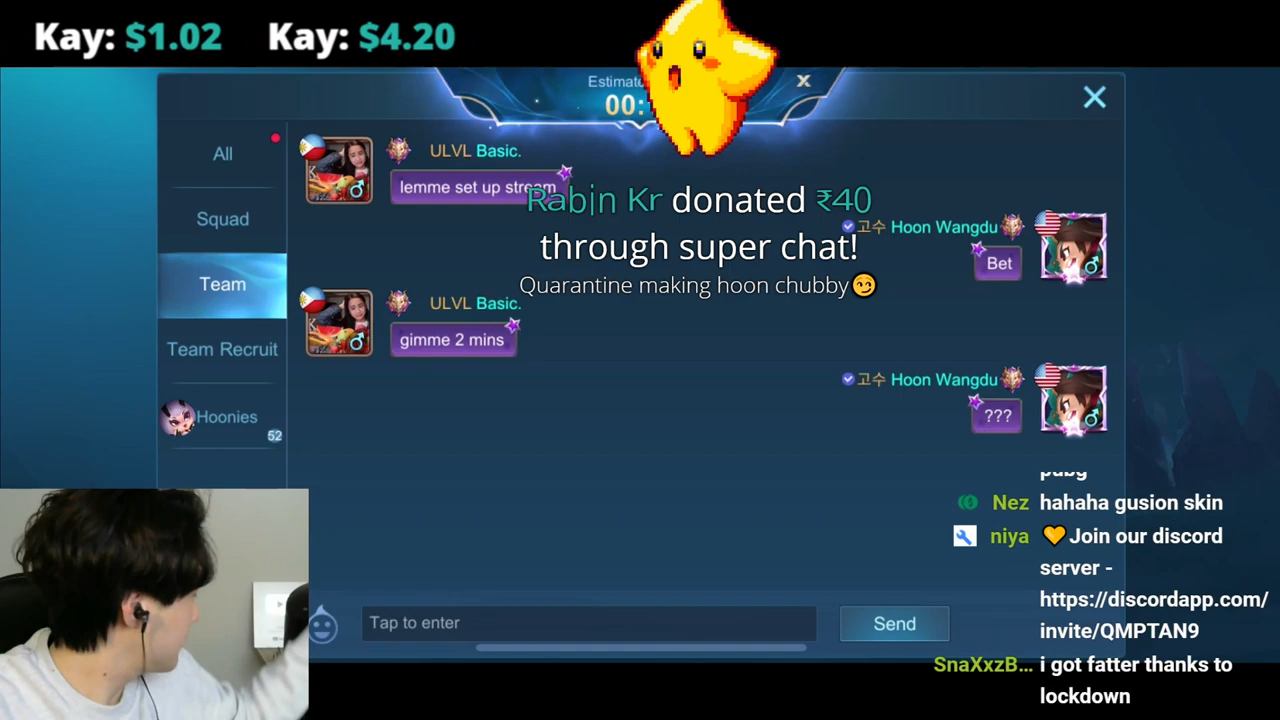 Kay: $1.02 Kay: $4.20
Estimate
00:
X
All
Squad
Team
Team Recruit
Hoonies
52
ULVL Basic.
lemme set up stream
Rabin Kr donated ₹40
through super chat!
Quarantine making hoon chubby😏
고수 Hoon Wangdu
Bet
ULVL Basic.
gimme 2 mins
고수 Hoon Wangdu
???
pubg
Nez hahaha gusion skin
niya 💛Join our discord
server -
https://discordapp.com/
invite/QMPTAN9
SnaXxzB... i got fatter thanks to
lockdown
Tap to enter
Send